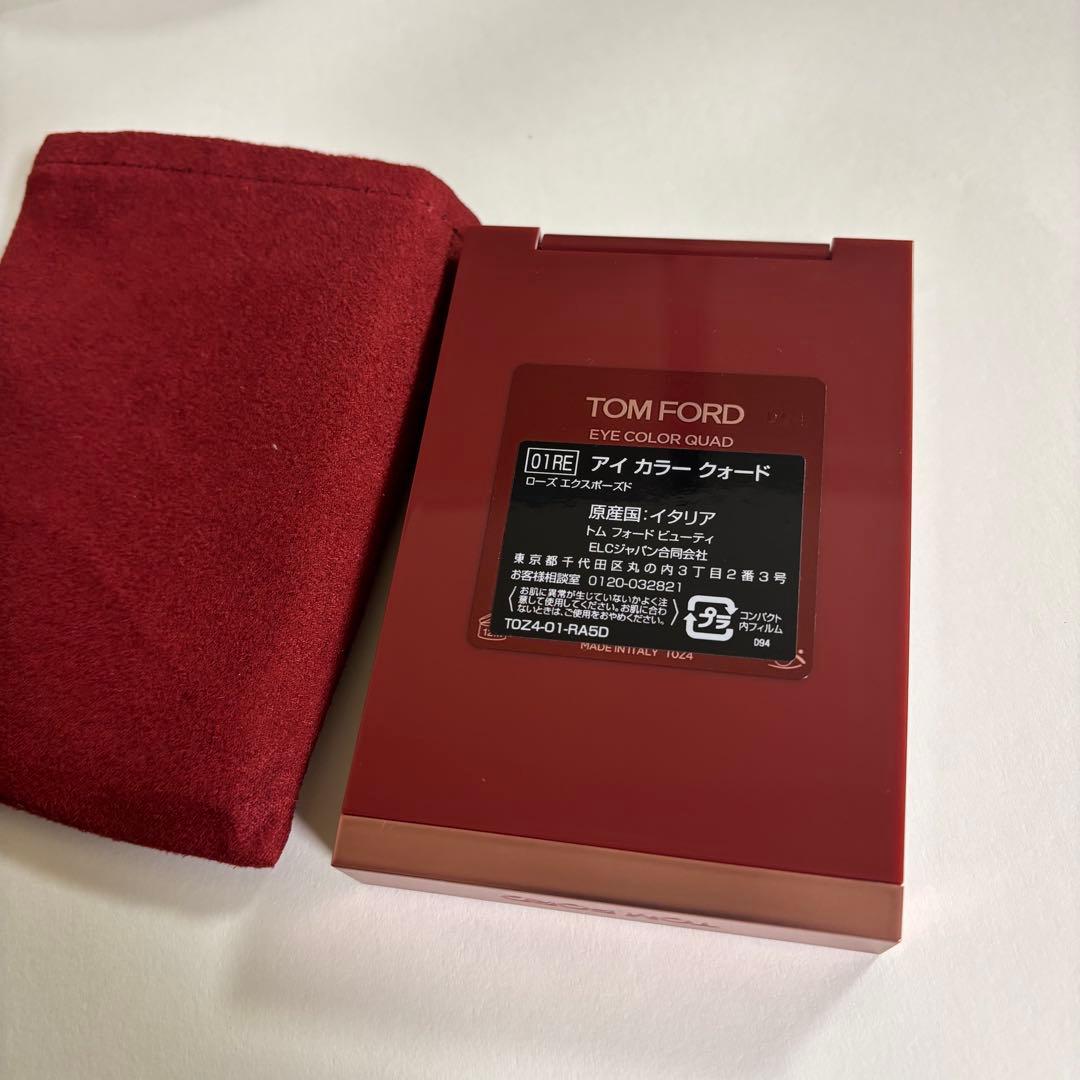 TOM FORD
EYE COLOR QUAD
01RE アイ カラー クォード
ローズ エクスポーズド
原産国:イタリア
トム フォード ビューティ
ELCジャパン合同会社
東京都千代田区丸の内3丁目2番3号
お客様相談室 0120-032821
お肌に異常が生じていないかよく注
意して使用してください。お肌に合わ
ないときは、ご使用をおやめください。
プラ
コンパクト
内フィルム
T0Z4-01-RA5D
D94
12M
MADE IN ITALY T0Z4
TOM FORD